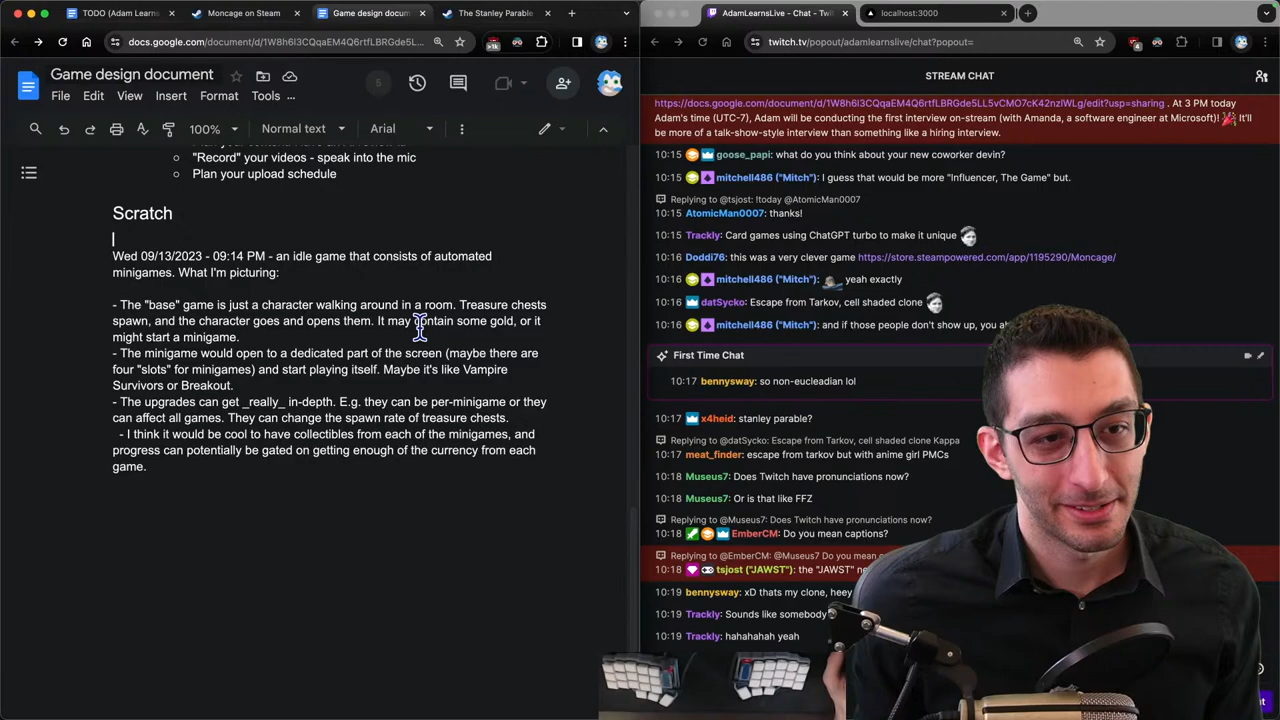 TODO (Adam Learns
Moncage on Steam
Game design docum
The Stanley Parable
docs.google.com/document/d/1W8h6I3CQqaEM4Q6rtfLBRGde5L...
Game design document
File Edit View Insert Format Tools ...
100% Normal text Arial
"Record" your videos - speak into the mic
Plan your upload schedule
Scratch
Wed 09/13/2023 - 09:14 PM - an idle game that consists of automated
minigames. What I'm picturing:
- The "base" game is just a character walking around in a room. Treasure chests
spawn, and the character goes and opens them. It may contain some gold, or it
might start a minigame.
- The minigame would open to a dedicated part of the screen (maybe there are
four "slots" for minigames) and start playing itself. Maybe it's like Vampire
Survivors or Breakout.
- The upgrades can get _really_ in-depth. E.g. they can be per-minigame or they
can affect all games. They can change the spawn rate of treasure chests.
- I think it would be cool to have collectibles from each of the minigames, and
progress can potentially be gated on getting enough of the currency from each
game.
AdamLearnsLive - Chat - Twi
localhost:3000
twitch.tv/popout/adamlearnslive/chat?popout=
STREAM CHAT
https://docs.google.com/document/d/1W8h6I3CQqaEM4Q6rtfLBRGde5LL5vCMO7cK42nzIWLg/edit?usp=sharing . At 3 PM today
Adam's time (UTC-7), Adam will be conducting the first interview on-stream (with Amanda, a software engineer at Microsoft)! It'll
be more of a talk-show-style interview than something like a hiring interview.
10:15 goose_papi: what do you think about your new coworker devin?
10:15 mitchell486 ("Mitch"): I guess that would be more "Influencer, The Game" but.
Replying to @tsjost: !today @AtomicMan0007
10:15 AtomicMan0007: thanks!
10:15 Trackly: Card games using ChatGPT turbo to make it unique
10:16 Doddi76: this was a very clever game https://store.steampowered.com/app/1195290/Moncage/
10:16 mitchell486 ("Mitch"): yeah exactly
10:16 datSycko: Escape from Tarkov, cell shaded clone
10:16 mitchell486 ("Mitch"): and if those people don't show up, you
First Time Chat
10:17 bennysway: so non-eucleadian lol
10:17 x4heid: stanley parable?
Replying to @datSycko: Escape from Tarkov, cell shaded clone Kappa
10:17 meat_finder: escape from tarkov but with anime girl PMCs
10:18 Museus7: Does Twitch have pronunciations now?
10:18 Museus7: Or is that like FFZ
Replying to @Museus7: Does Twitch have pronunciations now?
10:18 EmberCM: Do you mean captions?
Replying to @EmberCM: @Museus7 Do you mean
10:18 tsjost ("JAWST"): the "JAWST"
10:19 bennysway: xD thats my clone, heey
10:19 Trackly: Sounds like somebody
10:19 Trackly: hahahahah yeah